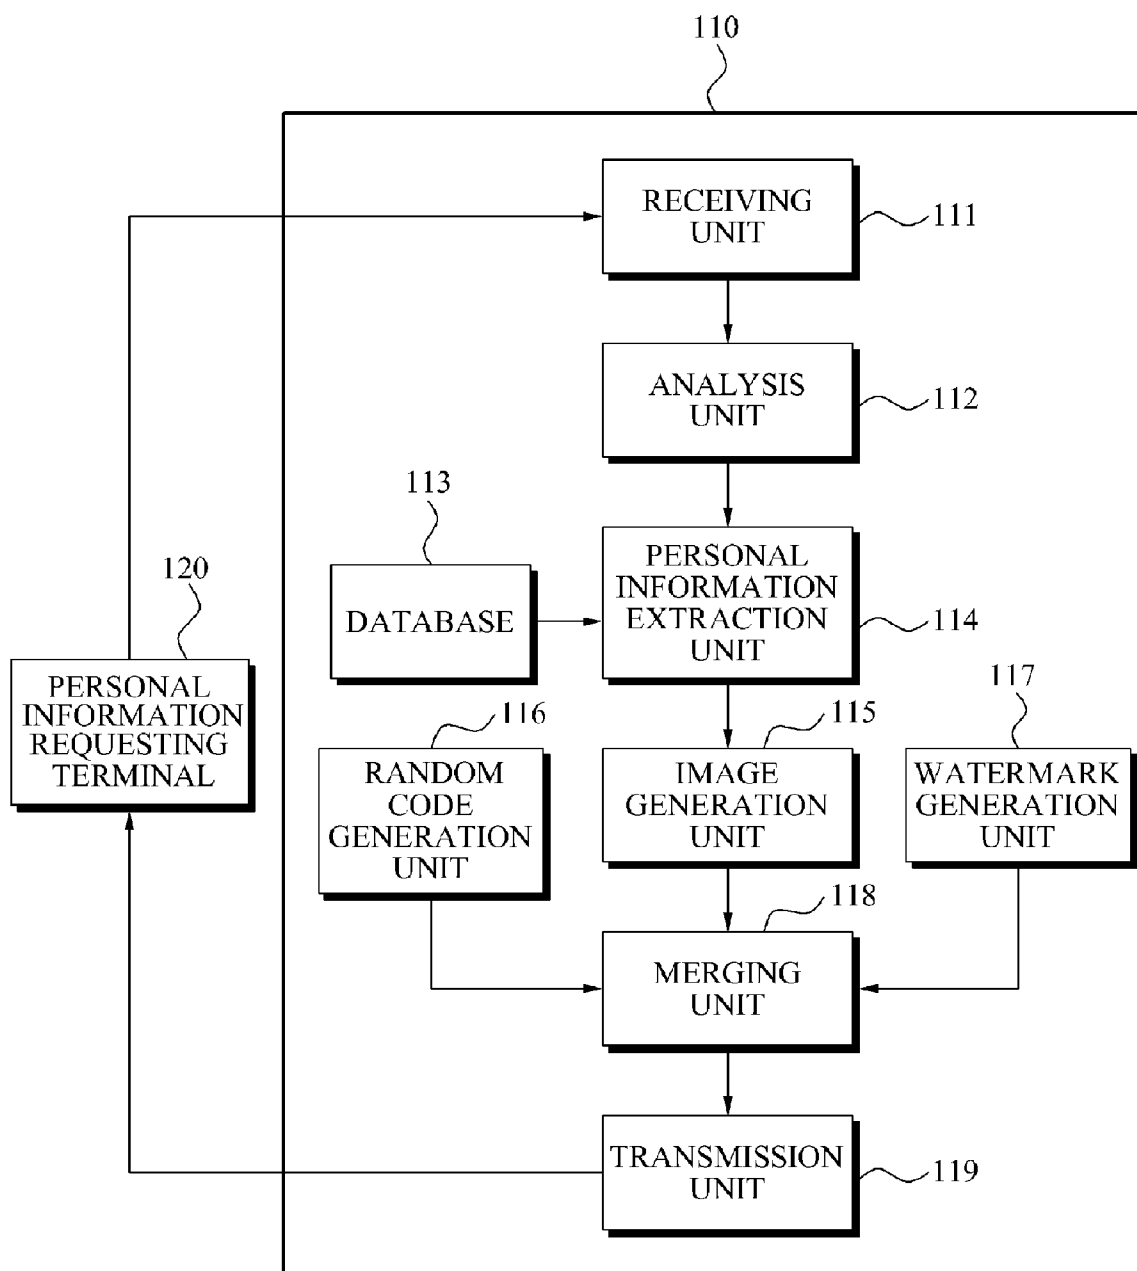 110
RECEIVING
UNIT
111
ANALYSIS
UNIT
112
113
DATABASE
PERSONAL
INFORMATION
EXTRACTION
UNIT
114
120
PERSONAL
INFORMATION
REQUESTING
TERMINAL
116
RANDOM
CODE
GENERATION
UNIT
115
IMAGE
GENERATION
UNIT
117
WATERMARK
GENERATION
UNIT
118
MERGING
UNIT
TRANSMISSION
UNIT
119